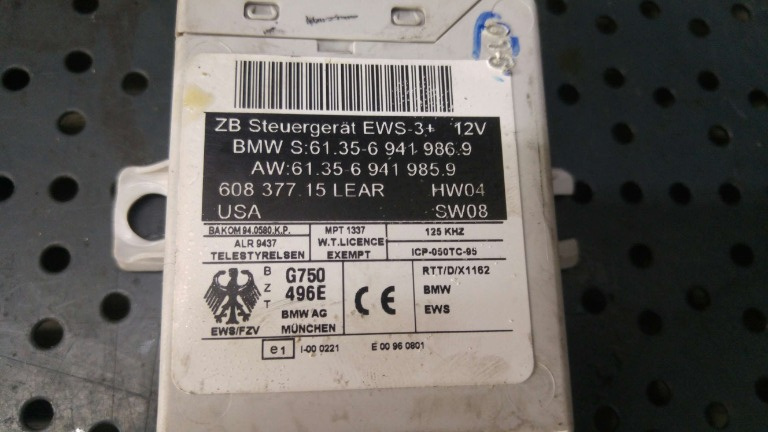 ZB Steuergerät EWS-3+ 12V
BMW S:61.35-6 941 986.9
AW:61.35-6 941 985.9
608 377.15 LEAR HW04
USA SW08
BAKOM 94.0580.K.P.
ALR 9437
TELESTYRELSEN
MPT 1337
W.T.LICENCE
EXEMPT
125 KHZ
ICP-050TC-95
BZT
G750
496E
BMW AG
MÜNCHEN
EWS/FZV
CE
RTT/D/X1162
BMW
EWS
e1 I-00 0221 E 00 96 0801